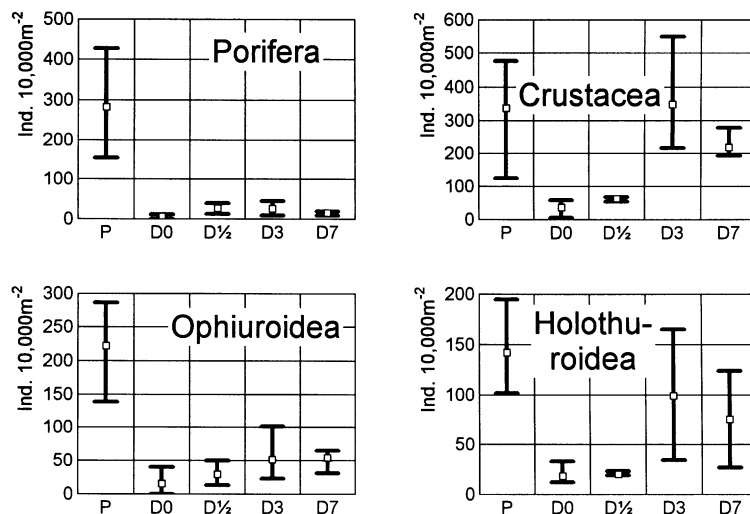 Porifera
Ind. 10,000m-2
500
400
300
200
100
0
P D0 D½ D3 D7
Crustacea
Ind. 10,000m-2
600
500
400
300
200
100
0
P D0 D½ D3 D7
Ophiuroidea
Ind. 10,000m-2
300
250
200
150
100
50
0
P D0 D½ D3 D7
Holothu-
roidea
Ind. 10,000m-2
200
150
100
50
0
P D0 D½ D3 D7